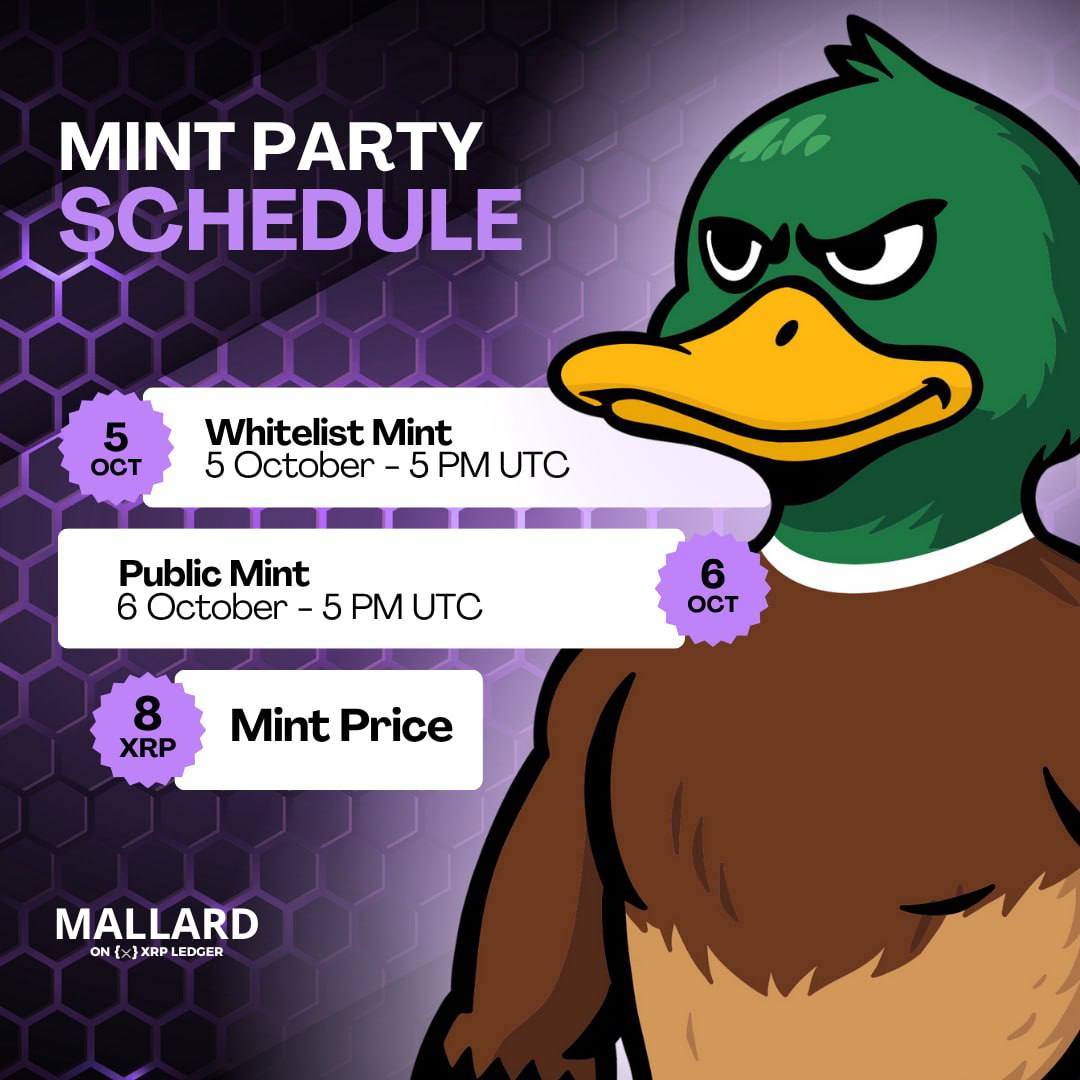 MINT PARTY
SCHEDULE
5
OCT
Whitelist Mint
5 October - 5 PM UTC
Public Mint
6 October - 5 PM UTC
6
OCT
8
XRP
Mint Price
MALLARD
ON {X} XRP LEDGER